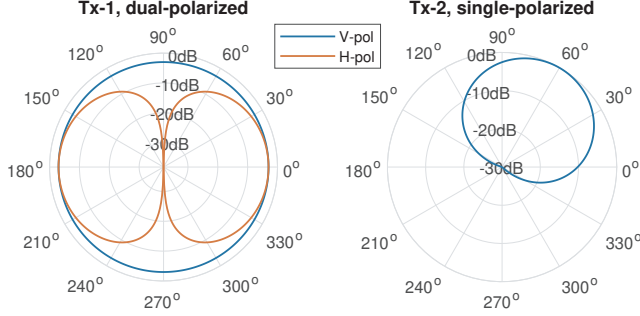 Tx-1, dual-polarized
90°
120°
60°
150°
30°
180°
0°
210°
330°
240°
300°
270°
0dB
-10dB
-20dB
-30dB
V-pol
H-pol
Tx-2, single-polarized
90°
120°
60°
150°
30°
180°
0°
210°
330°
240°
300°
270°
0dB
-10dB
-20dB
-30dB